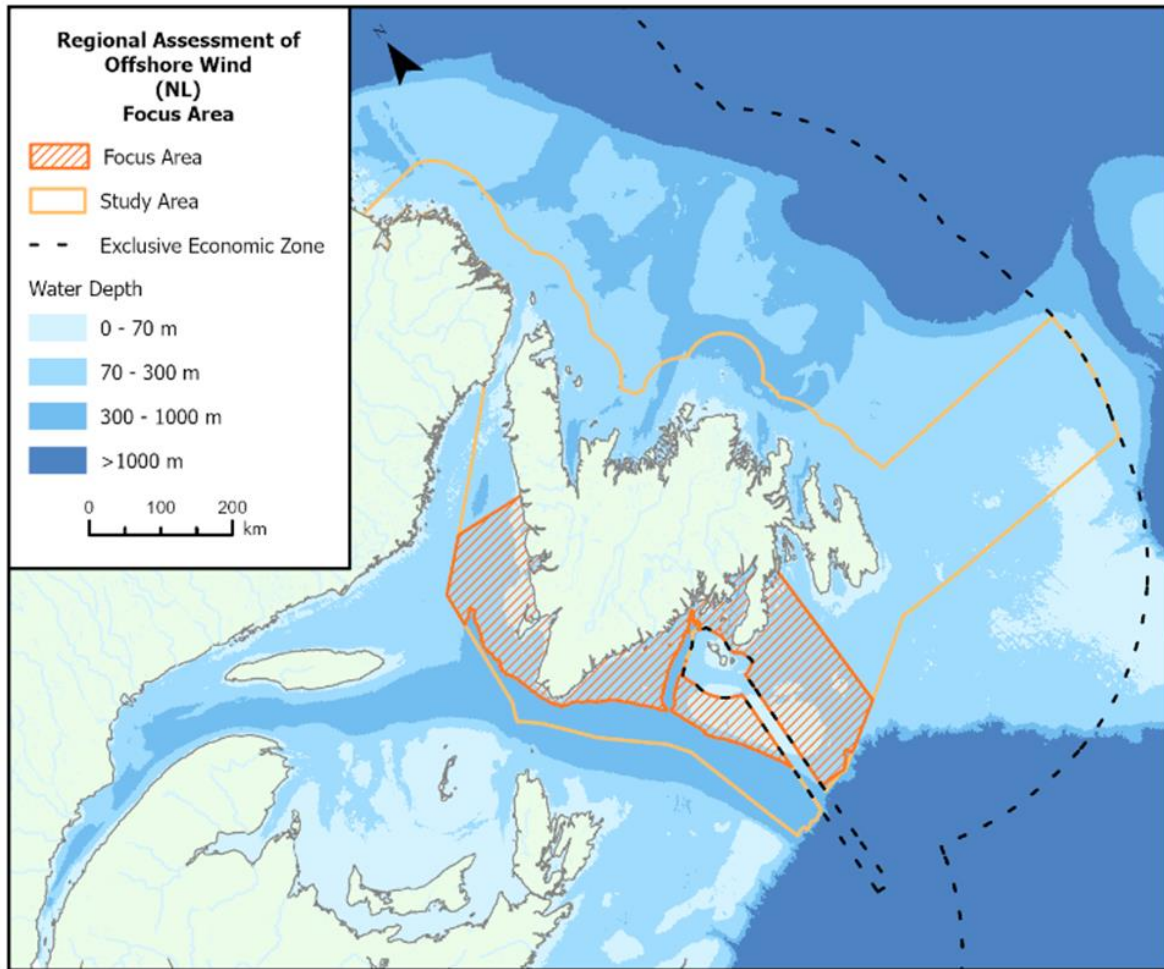 Regional Assessment of
Offshore Wind
(NL)
Focus Area
Focus Area
Study Area
Exclusive Economic Zone
Water Depth
0 - 70 m
70 - 300 m
300 - 1000 m
>1000 m
0 100 200
km
N